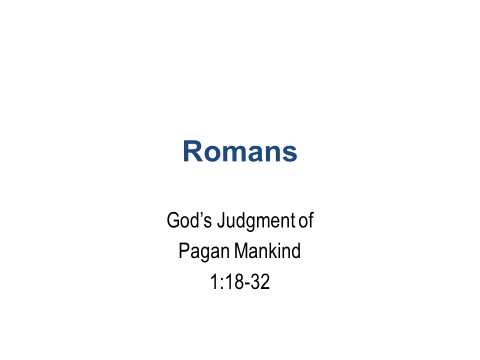 Romans
God’s Judgment of
Pagan Mankind
1:18-32